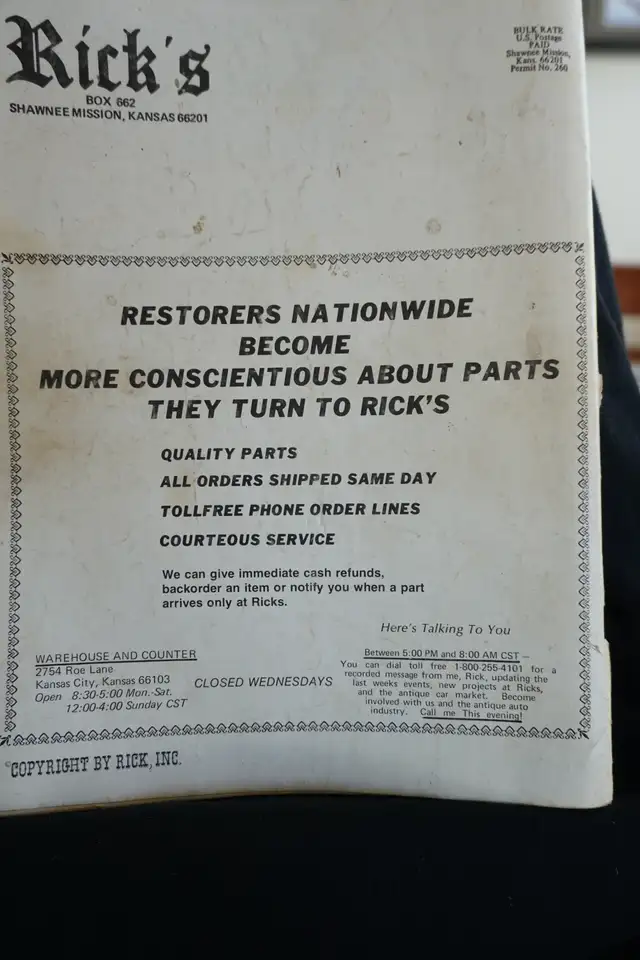 Rick's
BOX 662
SHAWNEE MISSION, KANSAS 66201
BULK RATE
U.S. Postage
PAID
Shawnee Mission,
Kans. 66201
Permit No. 260
RESTORERS NATIONWIDE
BECOME
MORE CONSCIENTIOUS ABOUT PARTS
THEY TURN TO RICK'S
QUALITY PARTS
ALL ORDERS SHIPPED SAME DAY
TOLLFREE PHONE ORDER LINES
COURTEOUS SERVICE
We can give immediate cash refunds,
backorder an item or notify you when a part
arrives only at Ricks.
Here's Talking To You
WAREHOUSE AND COUNTER
2754 Roe Lane
Kansas City, Kansas 66103
Open 8:30-5:00 Mon.-Sat.
12:00-4:00 Sunday CST
CLOSED WEDNESDAYS
Between 5:00 PM and 8:00 AM CST —
You can dial toll free 1-800-255-4101 for a
recorded message from me, Rick, updating the
last weeks events, new projects at Ricks,
and the antique car market. Become
involved with us and the antique auto
industry. Call me This evening!
©COPYRIGHT BY RICK, INC.